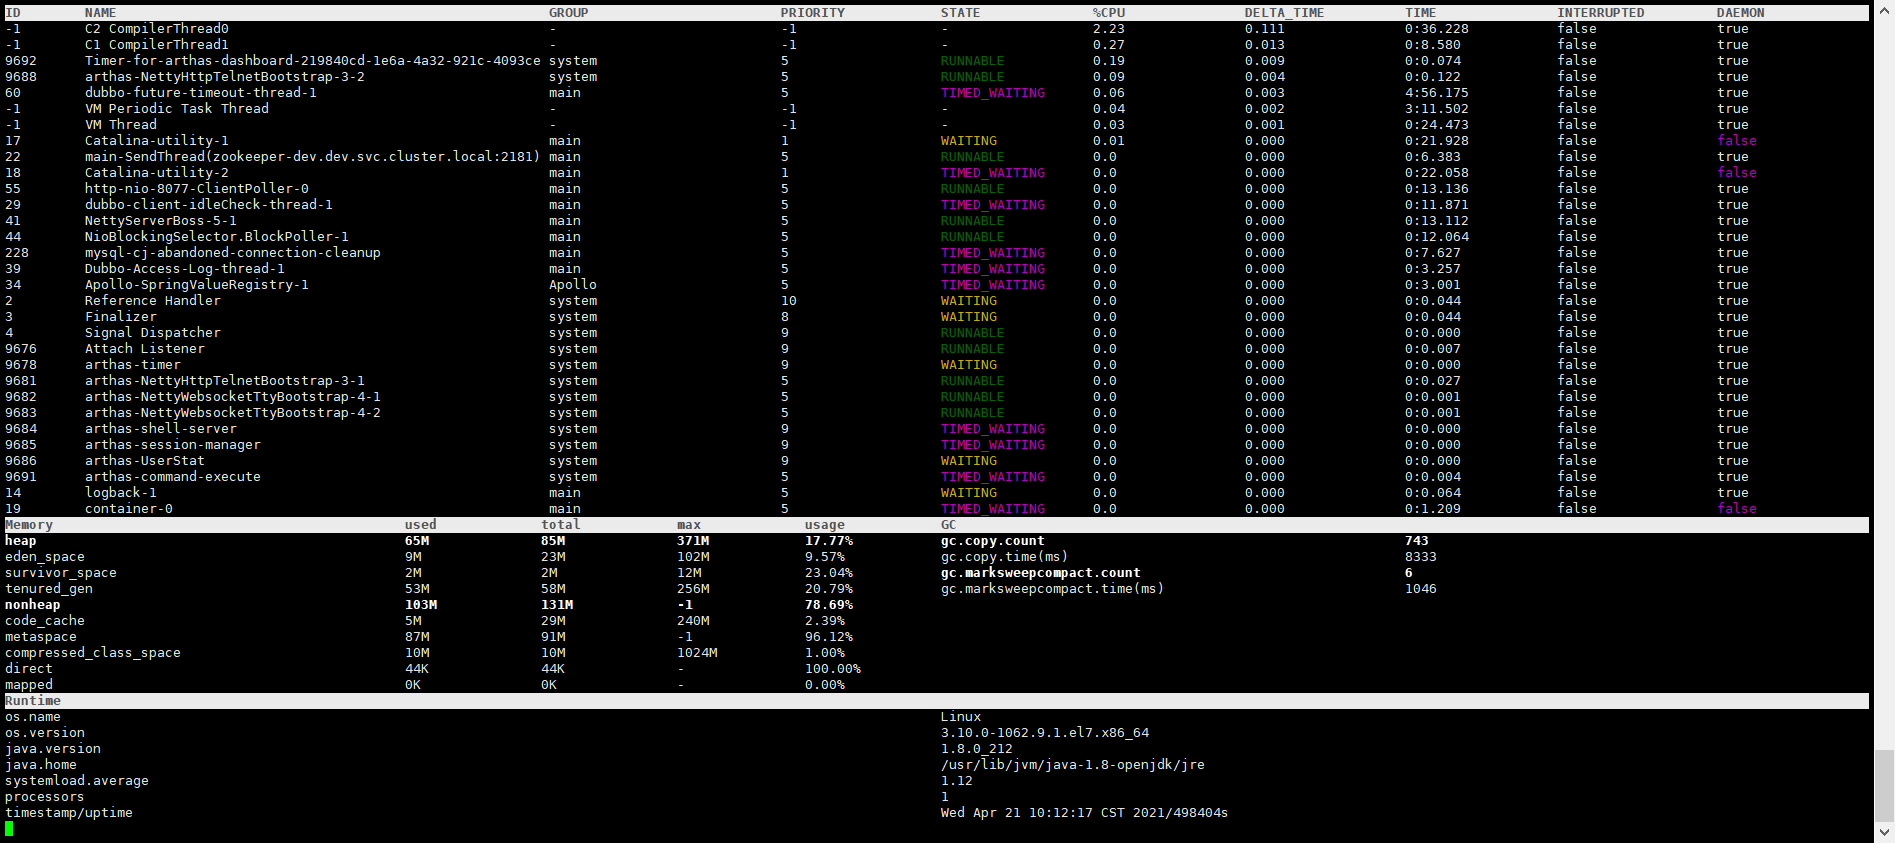 ID NAME GROUP PRIORITY STATE %CPU DELTA_TIME TIME INTERRUPTED DAEMON
-1 C2 CompilerThread0 - -1 - 2.23 0.111 0:36.228 false true
-1 C1 CompilerThread1 - -1 - 0.27 0.013 0:8.580 false true
9692 Timer-for-arthas-dashboard-219840cd-1e6a-4a32-921c-4093ce system 5 RUNNABLE 0.19 0.009 0:0.074 false true
9688 arthas-NettyHttpTelnetBootstrap-3-2 system 5 RUNNABLE 0.09 0.004 0:0.122 false true
60 dubbo-future-timeout-thread-1 main 5 TIMED_WAITING 0.06 0.003 4:56.175 false true
-1 VM Periodic Task Thread - -1 - 0.04 0.002 3:11.502 false true
-1 VM Thread - -1 - 0.03 0.001 0:24.473 false true
17 Catalina-utility-1 main 1 WAITING 0.01 0.000 0:21.928 false false
22 main-SendThread(zookeeper-dev.dev.svc.cluster.local:2181) main 5 RUNNABLE 0.0 0.000 0:6.383 false true
18 Catalina-utility-2 main 1 TIMED_WAITING 0.0 0.000 0:22.058 false false
55 http-nio-8077-ClientPoller-0 main 5 RUNNABLE 0.0 0.000 0:13.136 false true
29 dubbo-client-idleCheck-thread-1 main 5 TIMED_WAITING 0.0 0.000 0:11.871 false true
41 NettyServerBoss-5-1 main 5 RUNNABLE 0.0 0.000 0:13.112 false true
44 NioBlockingSelector.BlockPoller-1 main 5 RUNNABLE 0.0 0.000 0:12.064 false true
228 mysql-cj-abandoned-connection-cleanup main 5 TIMED_WAITING 0.0 0.000 0:7.627 false true
39 Dubbo-Access-Log-thread-1 main 5 TIMED_WAITING 0.0 0.000 0:3.257 false true
34 Apollo-SpringValueRegistry-1 Apollo 5 TIMED_WAITING 0.0 0.000 0:3.001 false true
2 Reference Handler system 10 WAITING 0.0 0.000 0:0.044 false true
3 Finalizer system 8 WAITING 0.0 0.000 0:0.044 false true
4 Signal Dispatcher system 9 RUNNABLE 0.0 0.000 0:0.000 false true
9676 Attach Listener system 9 RUNNABLE 0.0 0.000 0:0.007 false true
9678 arthas-timer system 9 WAITING 0.0 0.000 0:0.000 false true
9681 arthas-NettyHttpTelnetBootstrap-3-1 system 5 RUNNABLE 0.0 0.000 0:0.027 false true
9682 arthas-NettyWebsocketTtyBootstrap-4-1 system 5 RUNNABLE 0.0 0.000 0:0.001 false true
9683 arthas-NettyWebsocketTtyBootstrap-4-2 system 5 RUNNABLE 0.0 0.000 0:0.001 false true
9684 arthas-shell-server system 9 TIMED_WAITING 0.0 0.000 0:0.000 false true
9685 arthas-session-manager system 9 TIMED_WAITING 0.0 0.000 0:0.000 false true
9686 arthas-UserStat system 9 WAITING 0.0 0.000 0:0.000 false true
9691 arthas-command-execute system 5 TIMED_WAITING 0.0 0.000 0:0.004 false true
14 logback-1 main 5 WAITING 0.0 0.000 0:0.064 false true
19 container-0 main 5 TIMED_WAITING 0.0 0.000 0:1.209 false false
Memory used total max usage GC
heap 65M 85M 371M 17.77% gc.copy.count 743
eden_space 9M 23M 102M 9.57% gc.copy.time(ms) 8333
survivor_space 2M 2M 12M 23.04% gc.marksweepcompact.count 6
tenured_gen 53M 58M 256M 20.79% gc.marksweepcompact.time(ms) 1046
nonheap 103M 131M -1 78.69%
code_cache 5M 29M 240M 2.39%
metaspace 87M 91M -1 96.12%
compressed_class_space 10M 10M 1024M 1.00%
direct 44K 44K - 100.00%
mapped 0K 0K - 0.00%
Runtime
os.name Linux
os.version 3.10.0-1062.9.1.el7.x86_64
java.version 1.8.0_212
java.home /usr/lib/jvm/java-1.8-openjdk/jre
systemload.average 1.12
processors 1
timestamp/uptime Wed Apr 21 10:12:17 CST 2021/498404s